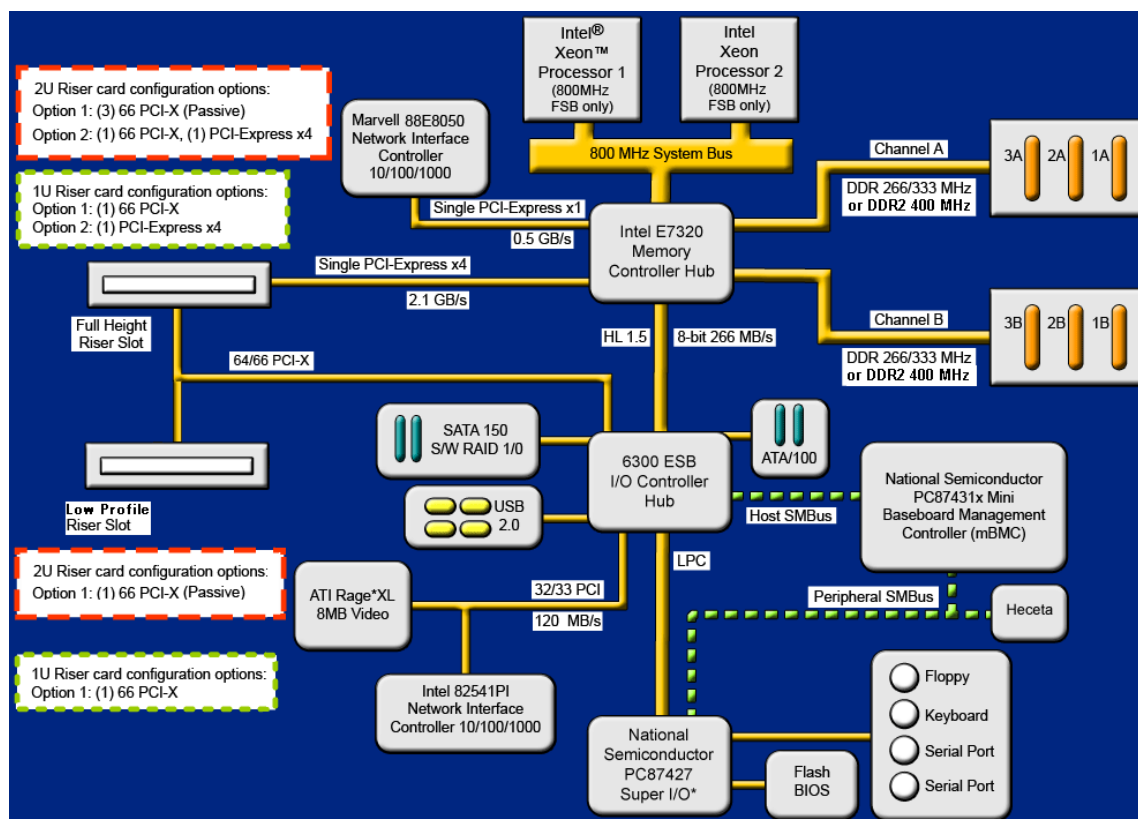 Intel®
Xeon™
Processor 1
(800MHz
FSB only)
Intel
Xeon
Processor 2
(800MHz
FSB only)
2U Riser card configuration options:
Option 1: (3) 66 PCI-X (Passive)
Option 2: (1) 66 PCI-X, (1) PCI-Express x4
Marvell 88E8050
Network Interface
Controller
10/100/1000
800 MHz System Bus
Channel A
3A 2A 1A
DDR 266/333 MHz
or DDR2 400 MHz
1U Riser card configuration options:
Option 1: (1) 66 PCI-X
Option 2: (1) PCI-Express x4
Single PCI-Express x1
0.5 GB/s
Intel E7320
Memory
Controller Hub
Single PCI-Express x4
2.1 GB/s
Full Height
Riser Slot
HL 1.5
8-bit 266 MB/s
Channel B
3B 2B 1B
DDR 266/333 MHz
or DDR2 400 MHz
64/66 PCI-X
SATA 150
S/W RAID 1/0
ATA/100
6300 ESB
I/O Controller
Hub
Low Profile
Riser Slot
USB
2.0
Host SMBus
National Semiconductor
PC87431x Mini
Baseboard Management
Controller (mBMC)
LPC
2U Riser card configuration options:
Option 1: (1) 66 PCI-X (Passive)
ATI Rage*XL
8MB Video
32/33 PCI
120 MB/s
Peripheral SMBus
Heceta
1U Riser card configuration options:
Option 1: (1) 66 PCI-X
Intel 82541PI
Network Interface
Controller 10/100/1000
National
Semiconductor
PC87427
Super I/O*
Flash
BIOS
Floppy
Keyboard
Serial Port
Serial Port